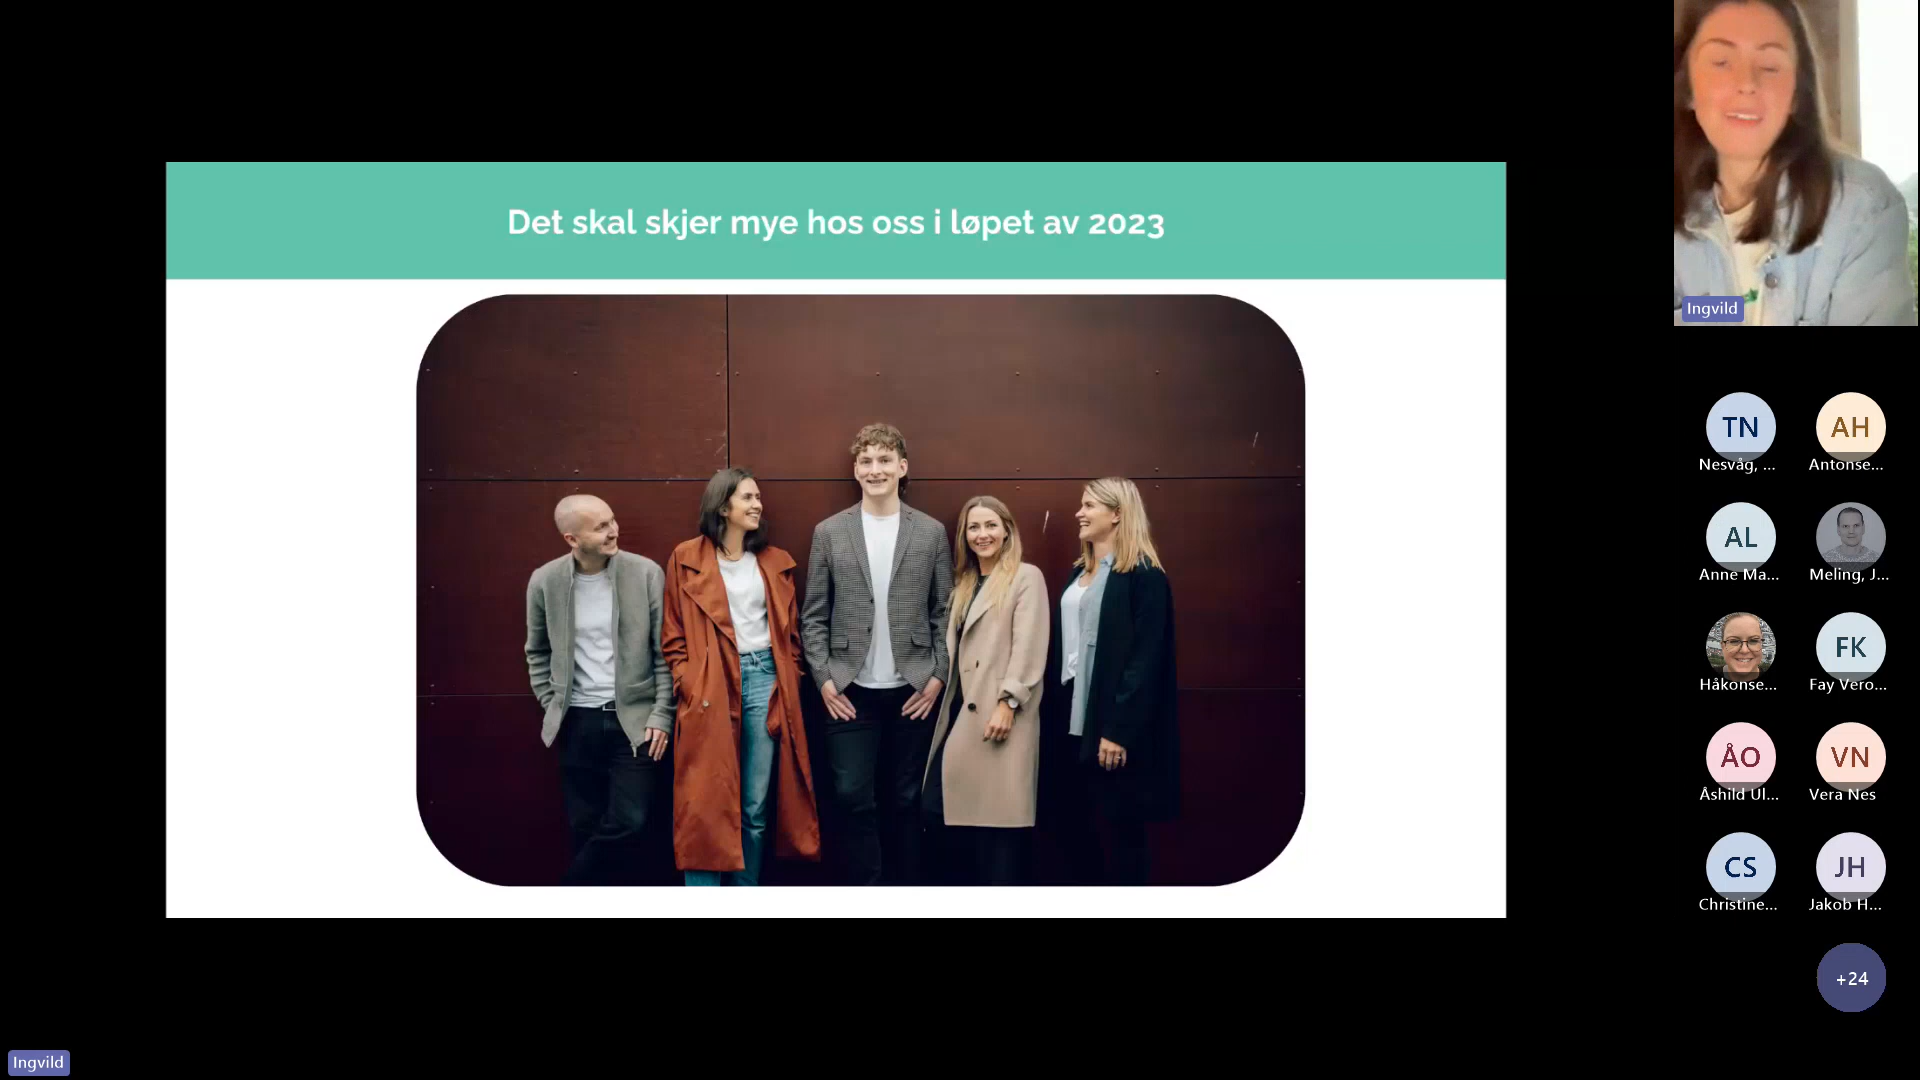 Det skal skjer mye hos oss i løpet av 2023
Ingvild
TN
AH
Nesvåg, ...
Antonse...
AL
Anne Ma...
Meling, J...
Håkonse...
FK
Fay Vero...
ÅO
VN
Åshild Ul...
Vera Nes
CS
JH
Christine...
Jakob H...
+24
Ingvild